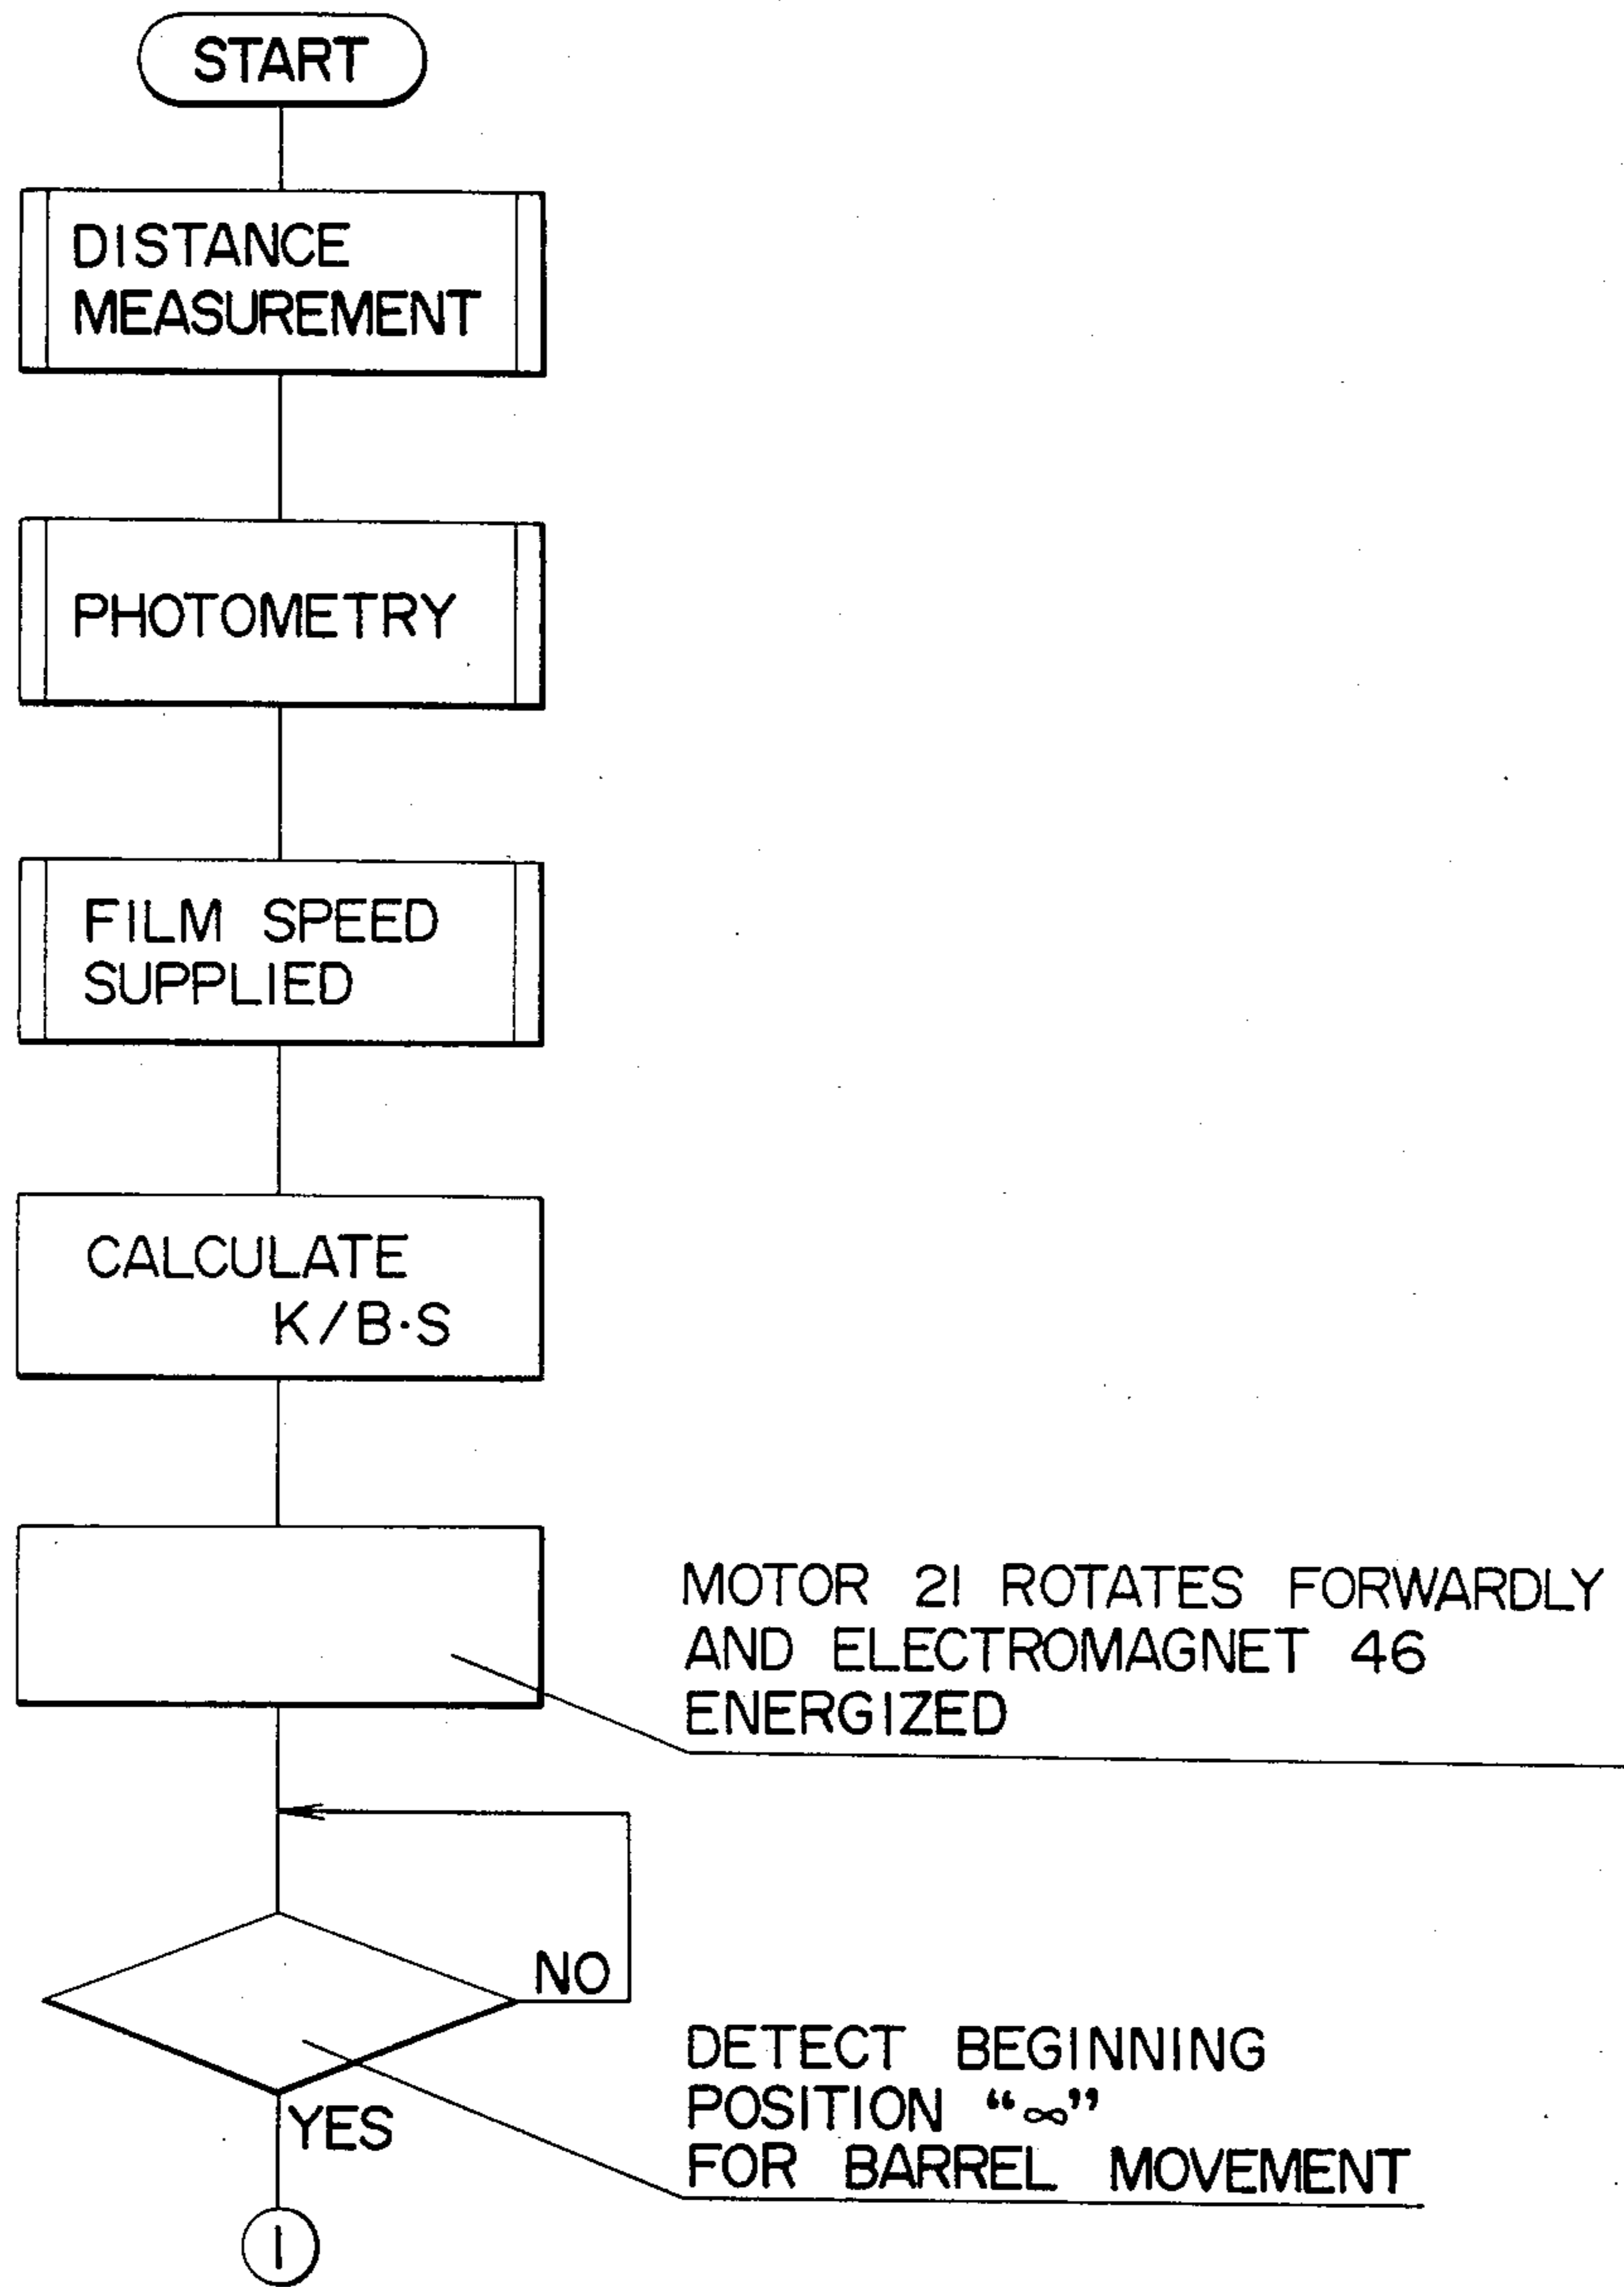 START
DISTANCE
MEASUREMENT
PHOTOMETRY
FILM SPEED
SUPPLIED
CALCULATE
K/B·S
MOTOR 21 ROTATES FORWARDLY
AND ELECTROMAGNET 46
ENERGIZED
NO
DETECT BEGINNING
POSITION “∞”
FOR BARREL MOVEMENT
YES
1